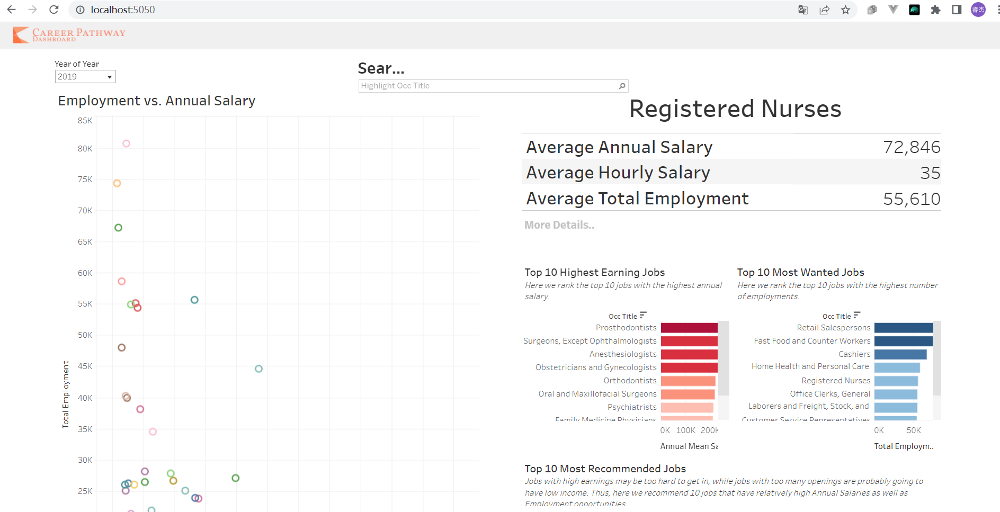 localhost:5050
睿杰
CAREER PATHWAY
DASHBOARD
Year of Year
2019
Sear...
Highlight Occ Title
Employment vs. Annual Salary
85K
80K
75K
70K
65K
60K
55K
50K
45K
40K
35K
30K
25K
Total Employment
Registered Nurses
Average Annual Salary 72,846
Average Hourly Salary 35
Average Total Employment 55,610
More Details..
Top 10 Highest Earning Jobs
Here we rank the top 10 jobs with the highest annual
salary.
Occ Title
Prosthodontists
Surgeons, Except Ophthalmologists
Anesthesiologists
Obstetricians and Gynecologists
Orthodontists
Oral and Maxillofacial Surgeons
Psychiatrists
Family Medicine Physicians
0K 100K 200K
Annual Mean Sa
Top 10 Most Wanted Jobs
Here we rank the top 10 jobs with the highest number
of employments.
Occ Title
Retail Salespersons
Fast Food and Counter Workers
Cashiers
Home Health and Personal Care
Registered Nurses
Office Clerks, General
Laborers and Freight, Stock, and
Customer Service Representatives
0K 50K
Total Employm..
Top 10 Most Recommended Jobs
Jobs with high earnings may be too hard to get in, while jobs with too many openings are probably going to
have low income. Thus, here we recommend 10 jobs that have relatively high Annual Salaries as well as
Employment opportunities